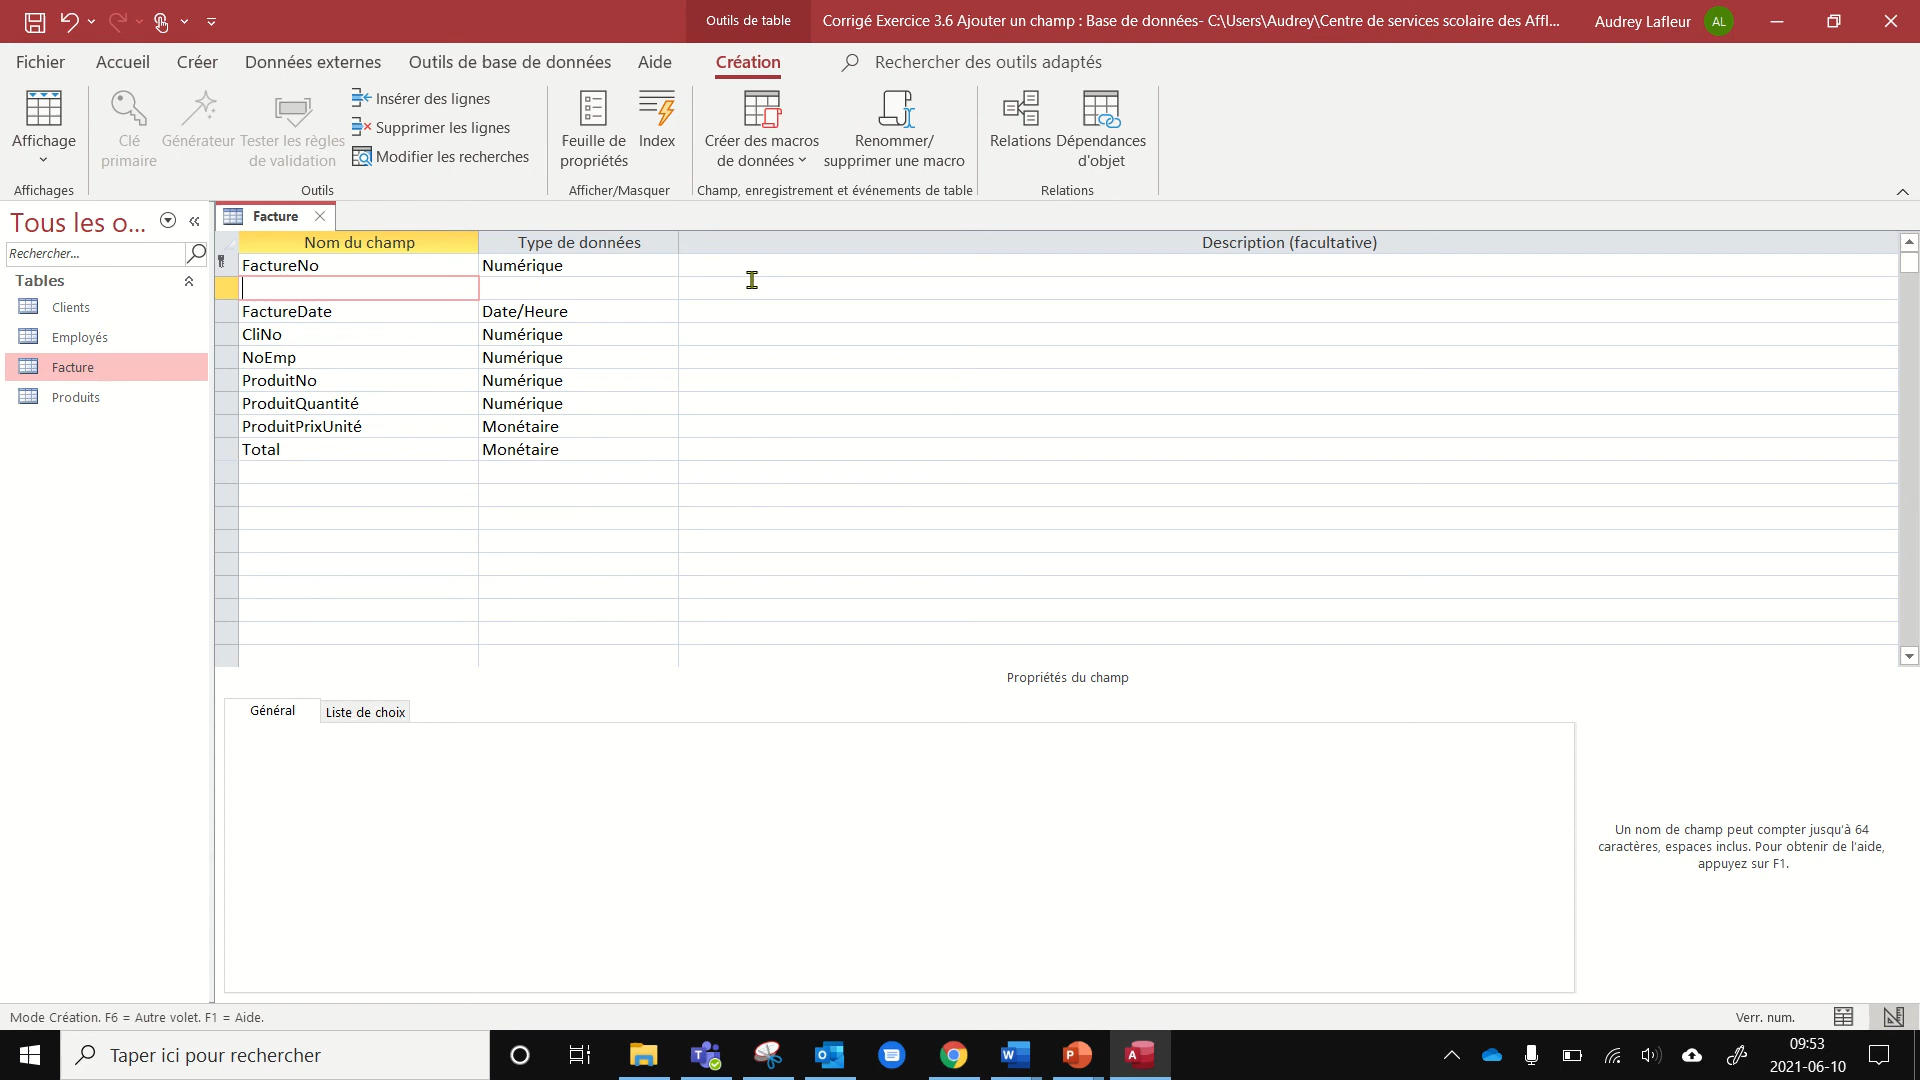 Outils de table
Corrigé Exercice 3.6 Ajouter un champ : Base de données- C:\Users\Audrey\Centre de services scolaire des Affl...
Audrey Lafleur
AL
Fichier
Accueil
Créer
Données externes
Outils de base de données
Aide
Création
Rechercher des outils adaptés
Affichage
Clé primaire
Générateur
Tester les règles de validation
Insérer des lignes
Supprimer les lignes
Modifier les recherches
Feuille de propriétés
Index
Créer des macros de données
Renommer/ supprimer une macro
Relations
Dépendances d'objet
Affichages
Outils
Afficher/Masquer
Champ, enregistrement et événements de table
Relations
Tous les o...
Rechercher...
Tables
Clients
Employés
Facture
Produits
Facture
Nom du champ
Type de données
Description (facultative)
FactureNo
Numérique
FactureDate
Date/Heure
CliNo
Numérique
NoEmp
Numérique
ProduitNo
Numérique
ProduitQuantité
Numérique
ProduitPrixUnité
Monétaire
Total
Monétaire
Propriétés du champ
Général
Liste de choix
Un nom de champ peut compter jusqu'à 64
caractères, espaces inclus. Pour obtenir de l'aide,
appuyez sur F1.
Mode Création. F6 = Autre volet. F1 = Aide.
Verr. num.
Taper ici pour rechercher
09:53
2021-06-10